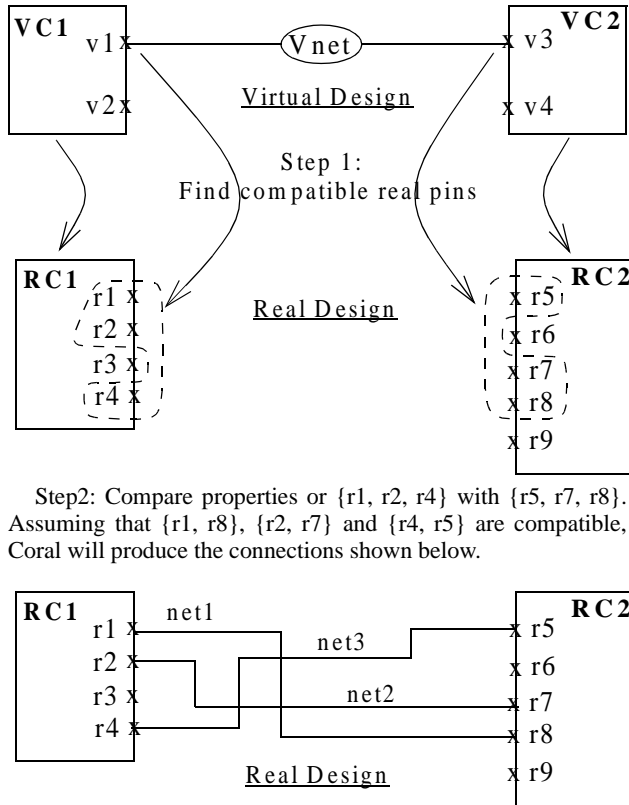 VC1
VC2
v1x
Vnet
x v3
v2x
Virtual Design
x v4
Step 1:
Find compatible real pins
RC1
RC2
r1 x
x r5
r2 x
Real Design
x r6
r3 x
x r7
r4 x
x r8
x r9
Step2: Compare properties or {r1, r2, r4} with {r5, r7, r8}.
Assuming that {r1, r8}, {r2, r7} and {r4, r5} are compatible,
Coral will produce the connections shown below.
RC1
net1
RC2
r1 x
x r5
net3
r2 x
x r6
r3 x
net2
x r7
r4 x
x r8
Real Design
x r9